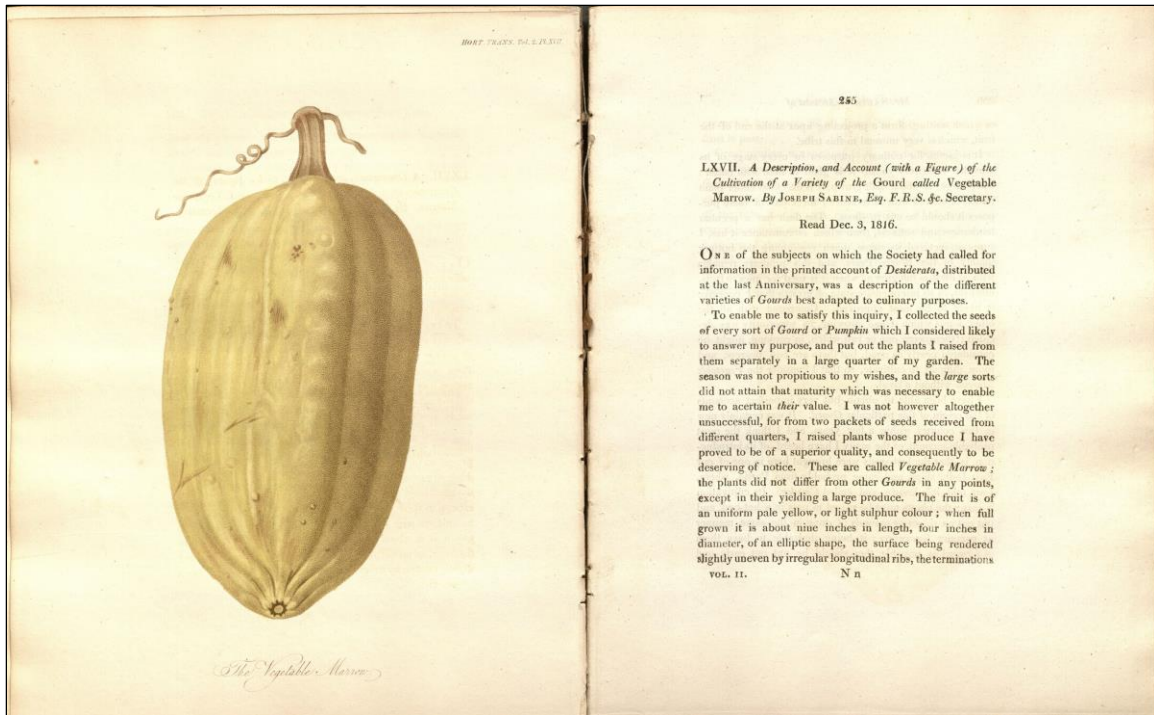 HORT TRANS. Vol. 2. Pl. XVII.
The Vegetable Marrow
255
LXVII. A Description, and Account (with a Figure) of the
Cultivation of a Variety of the Gourd called Vegetable
Marrow. By JOSEPH SABINE, Esq. F. R. S. &c. Secretary.
Read Dec. 3, 1816.
ONE of the subjects on which the Society had called for
information in the printed account of Desiderata, distributed
at the last Anniversary, was a description of the different
varieties of Gourds best adapted to culinary purposes.
To enable me to satisfy this inquiry, I collected the seeds
of every sort of Gourd or Pumpkin which I considered likely
to answer my purpose, and put out the plants I raised from
them separately in a large quarter of my garden. The
season was not propitious to my wishes, and the large sorts
did not attain that maturity which was necessary to enable
me to acertain their value. I was not however altogether
unsuccessful, for from two packets of seeds received from
different quarters, I raised plants whose produce I have
proved to be of a superior quality, and consequently to be
deserving of notice. These are called Vegetable Marrow;
the plants did not differ from other Gourds in any points,
except in their yielding a large produce. The fruit is of
an uniform pale yellow, or light sulphur colour; when full
grown it is about nine inches in length, four inches in
diameter, of an elliptic shape, the surface being rendered
slightly uneven by irregular longitudinal ribs, the terminations
VOL. II. N n